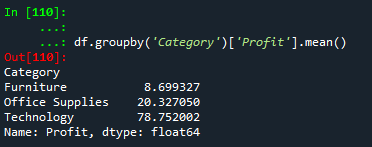 In [110]:
...:
...: df.groupby('Category')['Profit'].mean()
Out[110]:
Category
Furniture 8.699327
Office Supplies 20.327050
Technology 78.752002
Name: Profit, dtype: float64